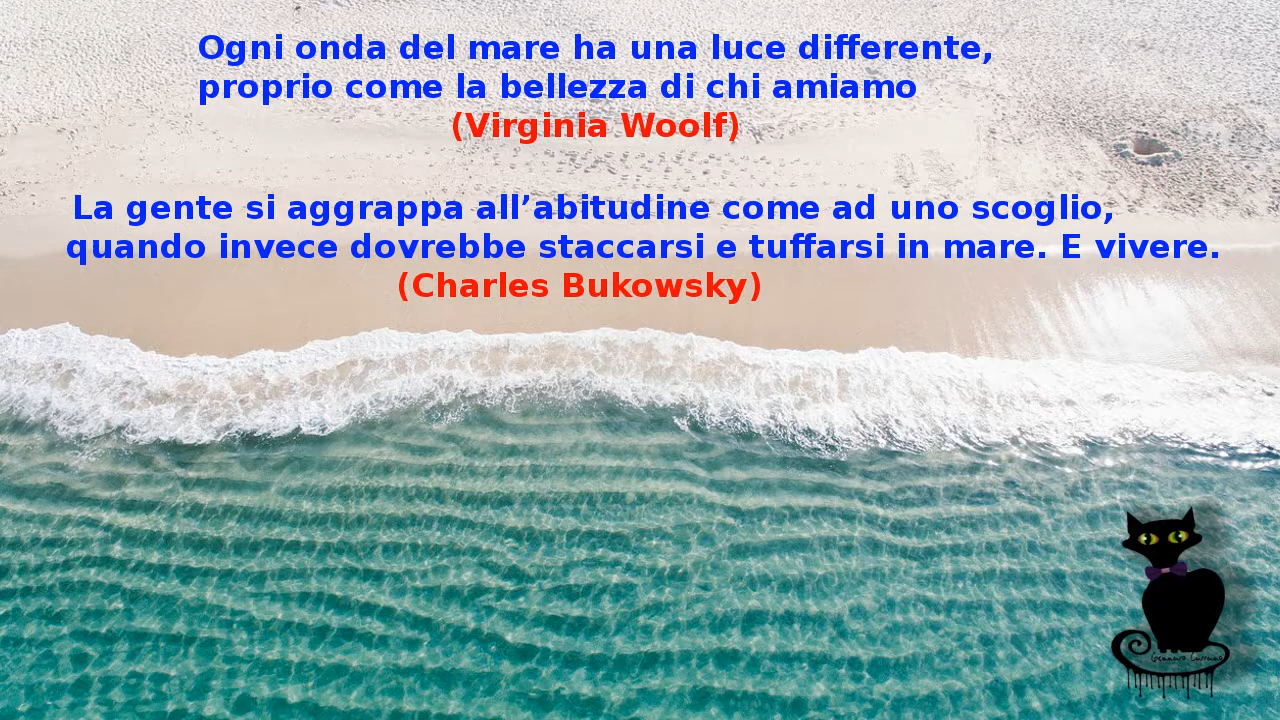 Ogni onda del mare ha una luce differente,
proprio come la bellezza di chi amiamo
(Virginia Woolf)
La gente si aggrappa all’abitudine come ad uno scoglio,
quando invece dovrebbe staccarsi e tuffarsi in mare. E vivere.
(Charles Bukowsky)